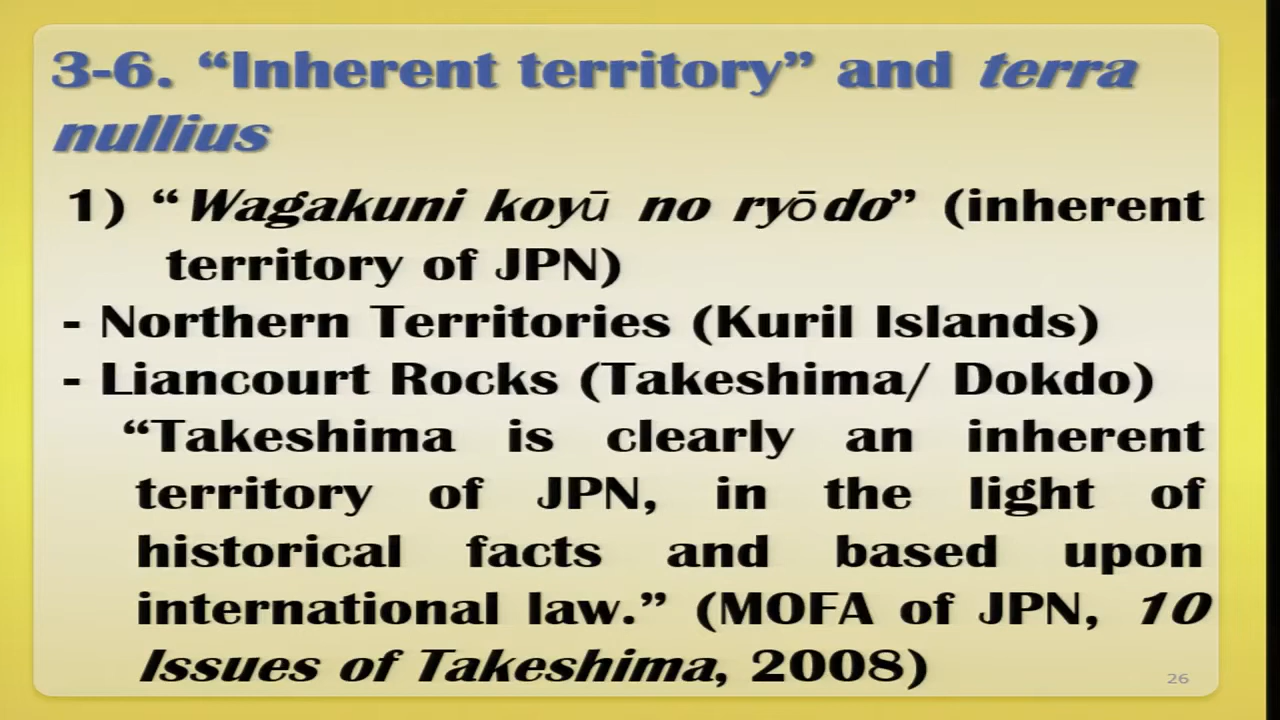 3-6. “Inherent territory” and terra
nullius
1) “Wagakuni koyū no ryōdo” (inherent
territory of JPN)
- Northern Territories (Kuril Islands)
- Liancourt Rocks (Takeshima/ Dokdo)
“Takeshima is clearly an inherent
territory of JPN, in the light of
historical facts and based upon
international law.” (MOFA of JPN, 10
Issues of Takeshima, 2008)
26